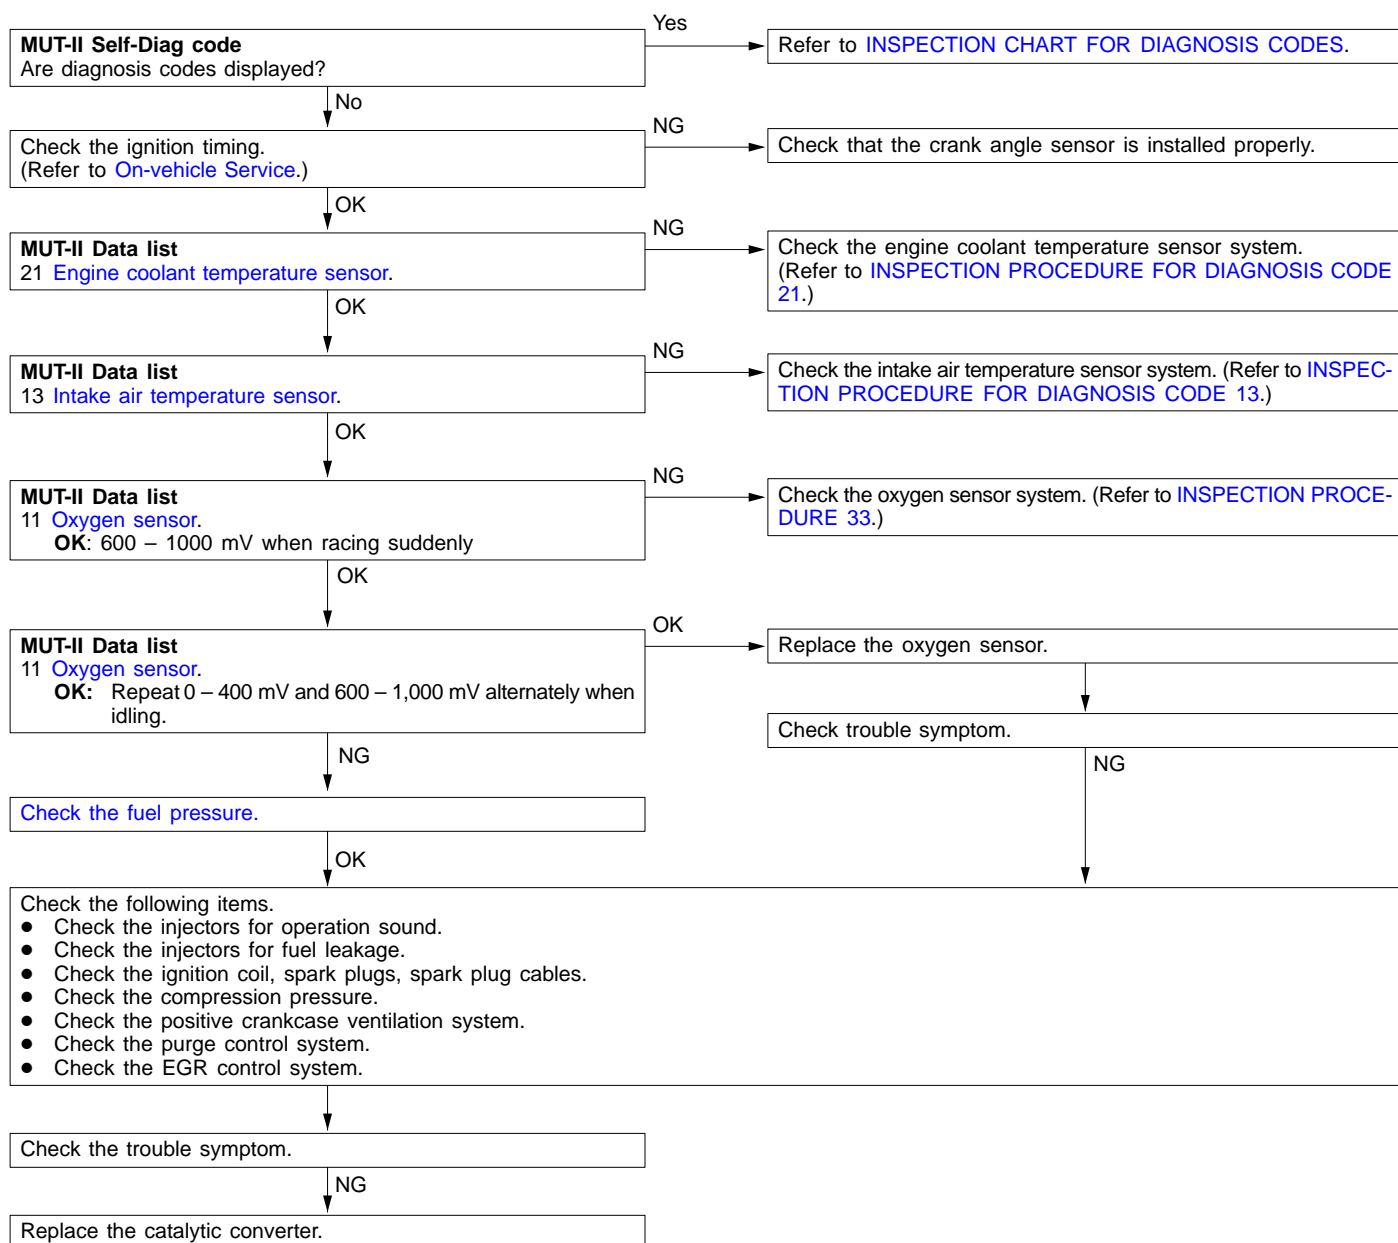 MUT-II Self-Diag code
Are diagnosis codes displayed?
Yes
Refer to INSPECTION CHART FOR DIAGNOSIS CODES.
No
Check the ignition timing.
(Refer to On-vehicle Service.)
NG
Check that the crank angle sensor is installed properly.
OK
MUT-II Data list
21 Engine coolant temperature sensor.
NG
Check the engine coolant temperature sensor system.
(Refer to INSPECTION PROCEDURE FOR DIAGNOSIS CODE
21.)
OK
MUT-II Data list
13 Intake air temperature sensor.
NG
Check the intake air temperature sensor system. (Refer to INSPEC-
TION PROCEDURE FOR DIAGNOSIS CODE 13.)
OK
MUT-II Data list
11 Oxygen sensor.
OK: 600 – 1000 mV when racing suddenly
NG
Check the oxygen sensor system. (Refer to INSPECTION PROCE-
DURE 33.)
OK
MUT-II Data list
11 Oxygen sensor.
OK: Repeat 0 – 400 mV and 600 – 1,000 mV alternately when
idling.
OK
Replace the oxygen sensor.
Check trouble symptom.
NG
NG
Check the fuel pressure.
OK
Check the following items.
● Check the injectors for operation sound.
● Check the injectors for fuel leakage.
● Check the ignition coil, spark plugs, spark plug cables.
● Check the compression pressure.
● Check the positive crankcase ventilation system.
● Check the purge control system.
● Check the EGR control system.
Check the trouble symptom.
NG
Replace the catalytic converter.